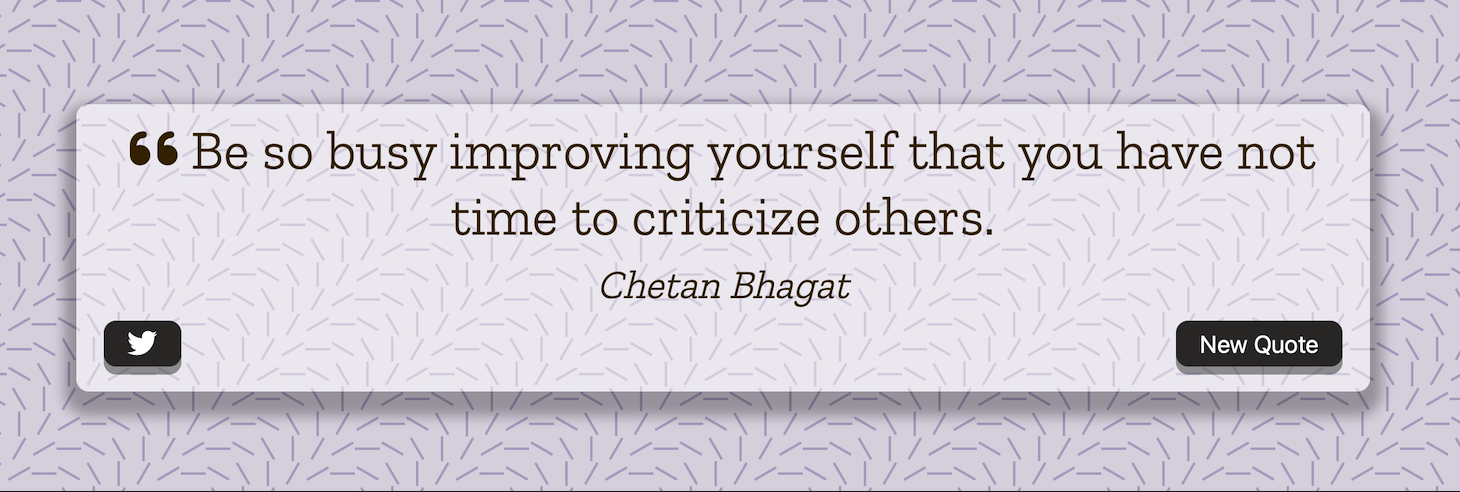 ❝ Be so busy improving yourself that you have not
time to criticize others.
Chetan Bhagat
New Quote